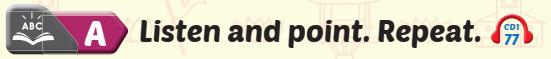 ABC A Listen and point. Repeat. CD1
77